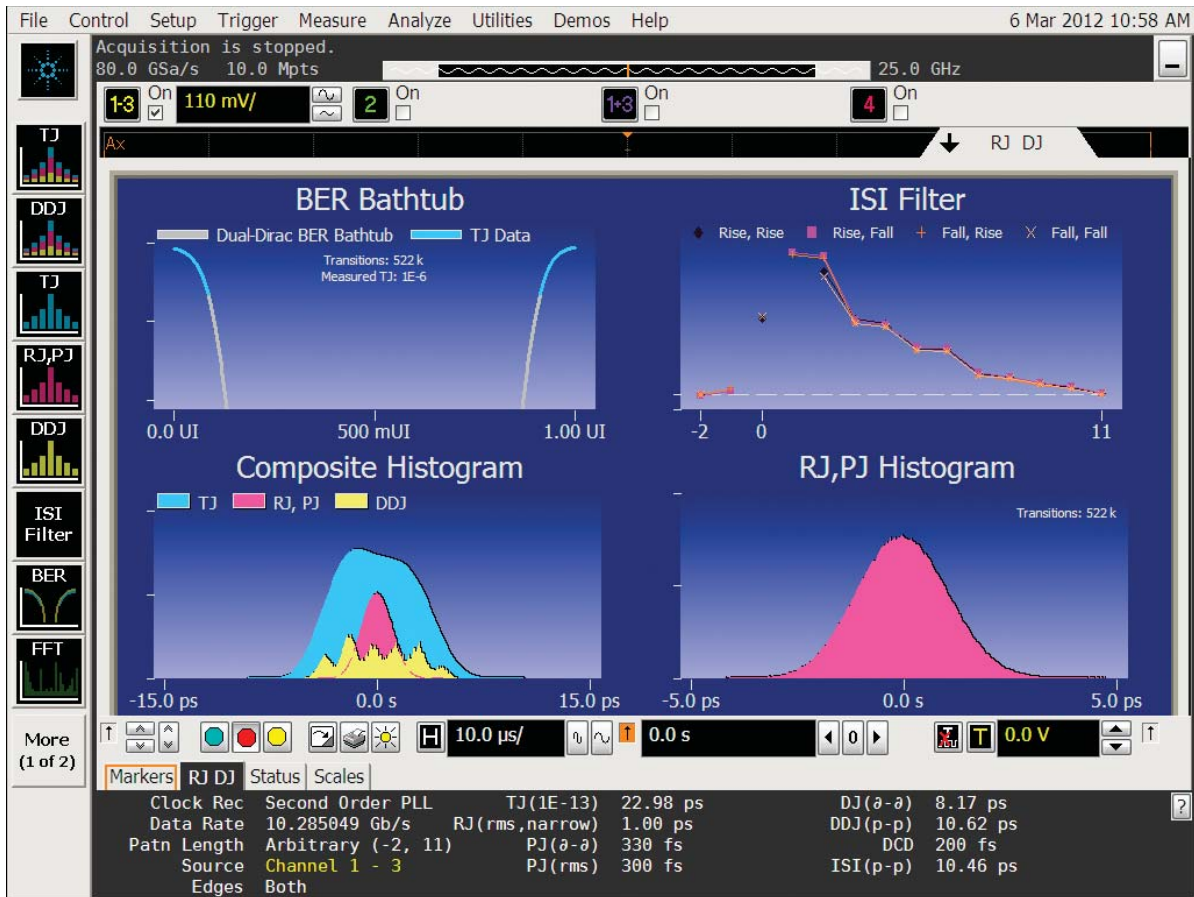 File Control Setup Trigger Measure Analyze Utilities Demos Help 6 Mar 2012 10:58 AM
Acquisition is stopped.
80.0 GSa/s 10.0 Mpts 25.0 GHz
1-3 On 110 mV/ 2 On 1+3 On 4 On
Ax RJ DJ
TJ
DDJ
TJ
RJ,PJ
DDJ
ISI
Filter
BER
FFT
More
(1 of 2)
BER Bathtub
Dual-Dirac BER Bathtub TJ Data
Transitions: 522 k
Measured TJ: 1E-6
0.0 UI 500 mUI 1.00 UI
ISI Filter
Rise, Rise Rise, Fall Fall, Rise Fall, Fall
-2 0 11
Composite Histogram
TJ RJ, PJ DDJ
-15.0 ps 0.0 s 15.0 ps
RJ,PJ Histogram
Transitions: 522 k
-5.0 ps 0.0 s 5.0 ps
H 10.0 µs/ 0.0 s 0 T 0.0 V
Markers RJ DJ Status Scales
Clock Rec Second Order PLL TJ(1E-13) 22.98 ps DJ(∂-∂) 8.17 ps ?
Data Rate 10.285049 Gb/s RJ(rms,narrow) 1.00 ps DDJ(p-p) 10.62 ps
Patn Length Arbitrary (-2, 11) PJ(∂-∂) 330 fs DCD 200 fs
Source Channel 1 - 3 PJ(rms) 300 fs ISI(p-p) 10.46 ps
Edges Both